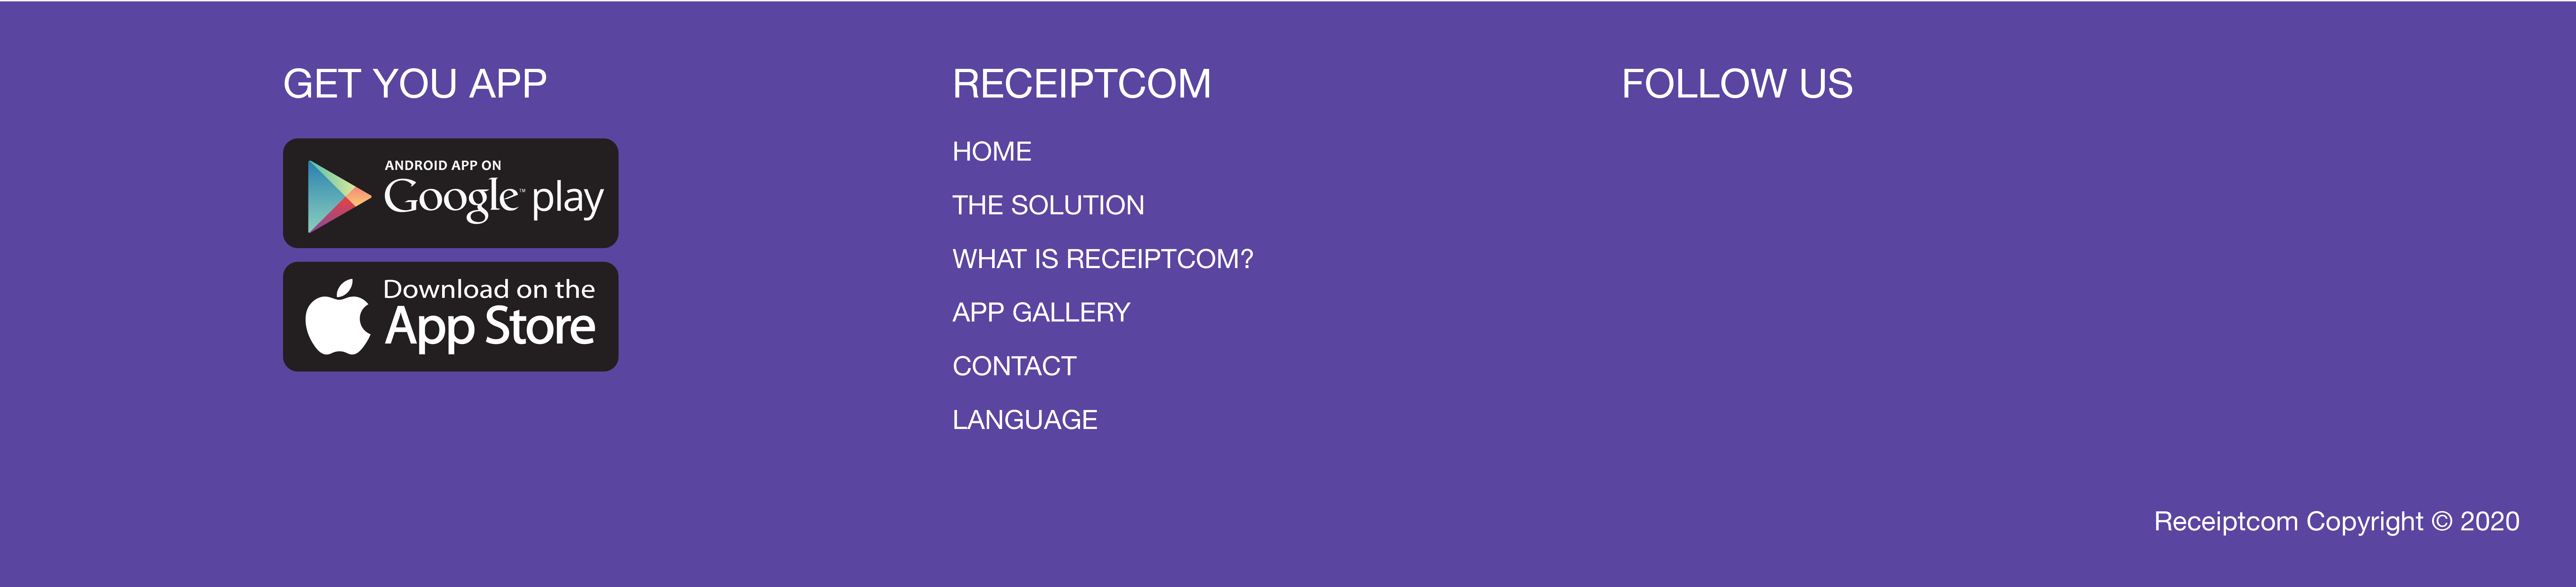 GET YOU APP
ANDROID APP ON
Google™ play
Download on the
App Store
RECEIPTCOM
HOME
THE SOLUTION
WHAT IS RECEIPTCOM?
APP GALLERY
CONTACT
LANGUAGE
FOLLOW US
Receiptcom Copyright © 2020